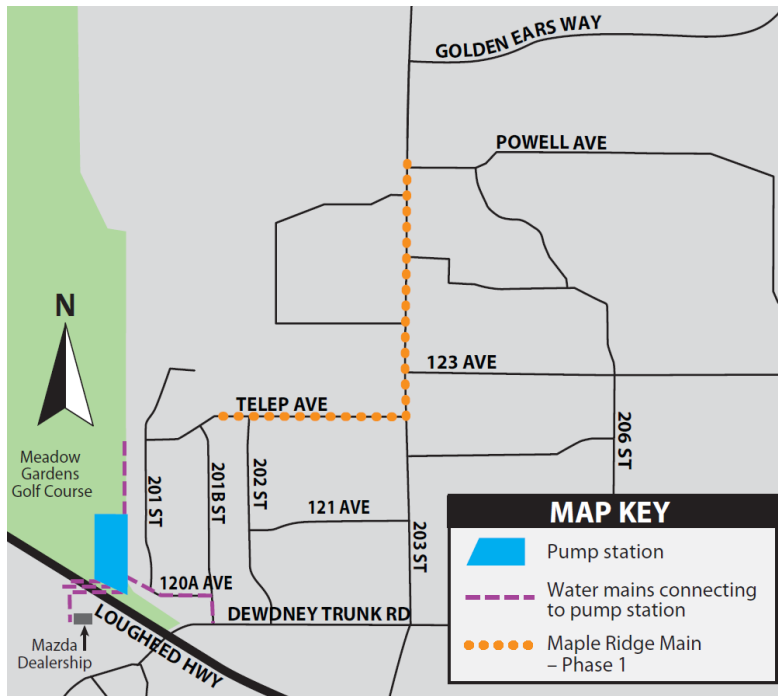 GOLDEN EARS WAY
POWELL AVE
N
123 AVE
TELEP AVE
206 ST
Meadow
Gardens
Golf Course
201 ST
201B ST
202 ST
121 AVE
203 ST
120A AVE
DEWDNEY TRUNK RD
LOUGHEED HWY
Mazda
Dealership
MAP KEY
Pump station
Water mains connecting
to pump station
Maple Ridge Main
– Phase 1